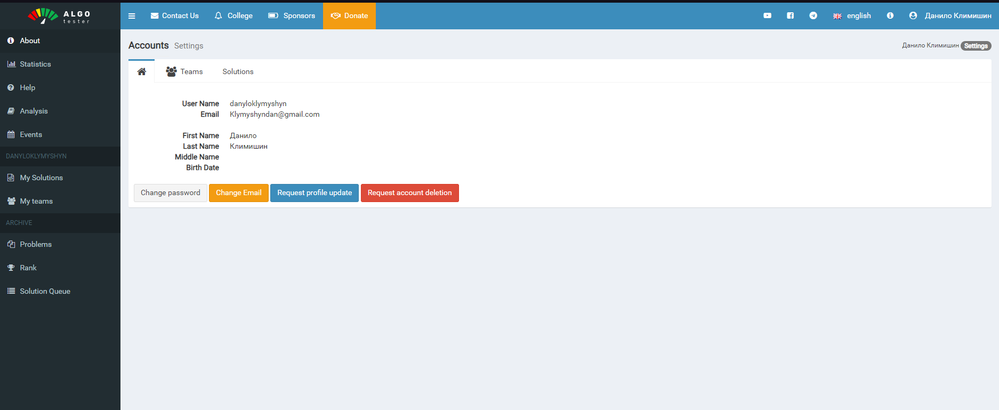 ALGO
tester
Contact Us
College
Sponsors
Donate
english
Данило Климишин
About
Statistics
Help
Analysis
Events
DANYLOKLYMYSHYN
My Solutions
My teams
ARCHIVE
Problems
Rank
Solution Queue
Accounts Settings
Данило Климишин Settings
Teams
Solutions
User Name danyloklymyshyn
Email Klymyshyndan@gmail.com
First Name Данило
Last Name Климишин
Middle Name
Birth Date
Change password
Change Email
Request profile update
Request account deletion